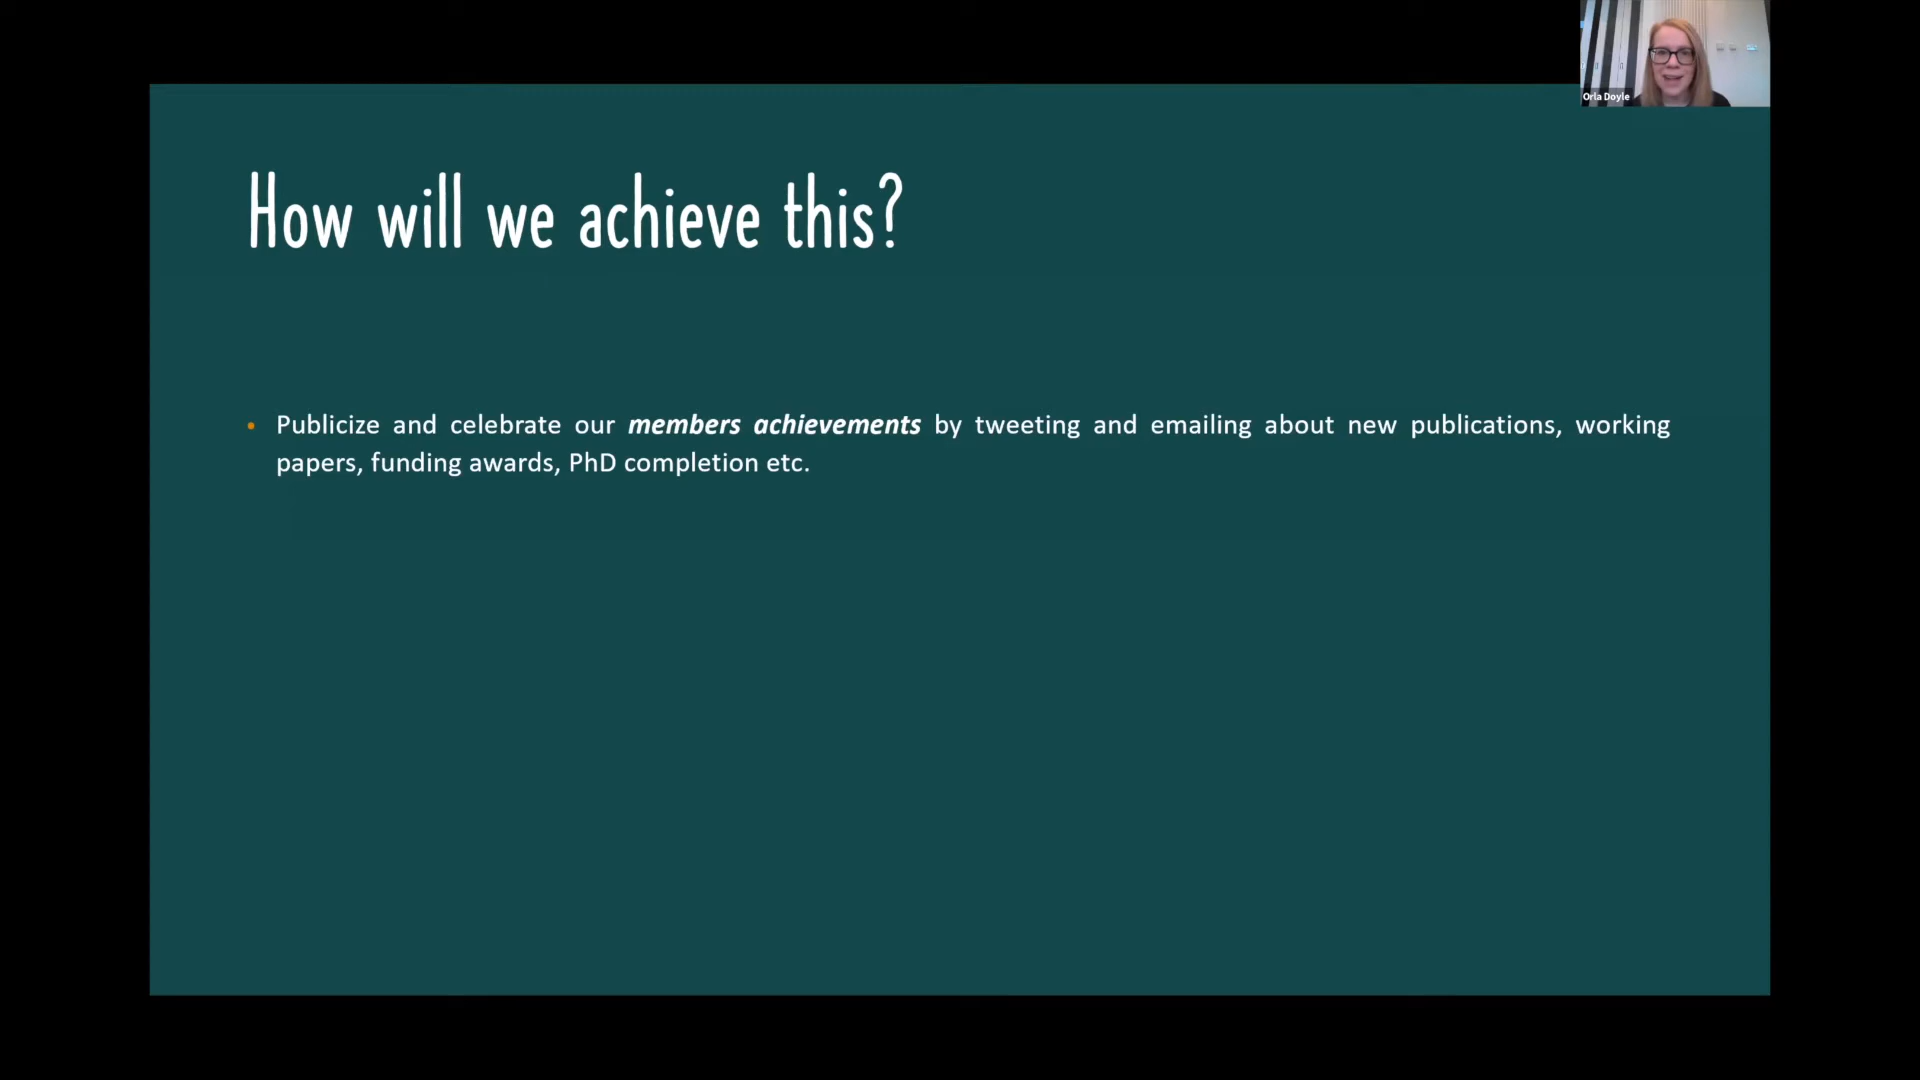 Orla Doyle
How will we achieve this?
• Publicize and celebrate our members achievements by tweeting and emailing about new publications, working
papers, funding awards, PhD completion etc.